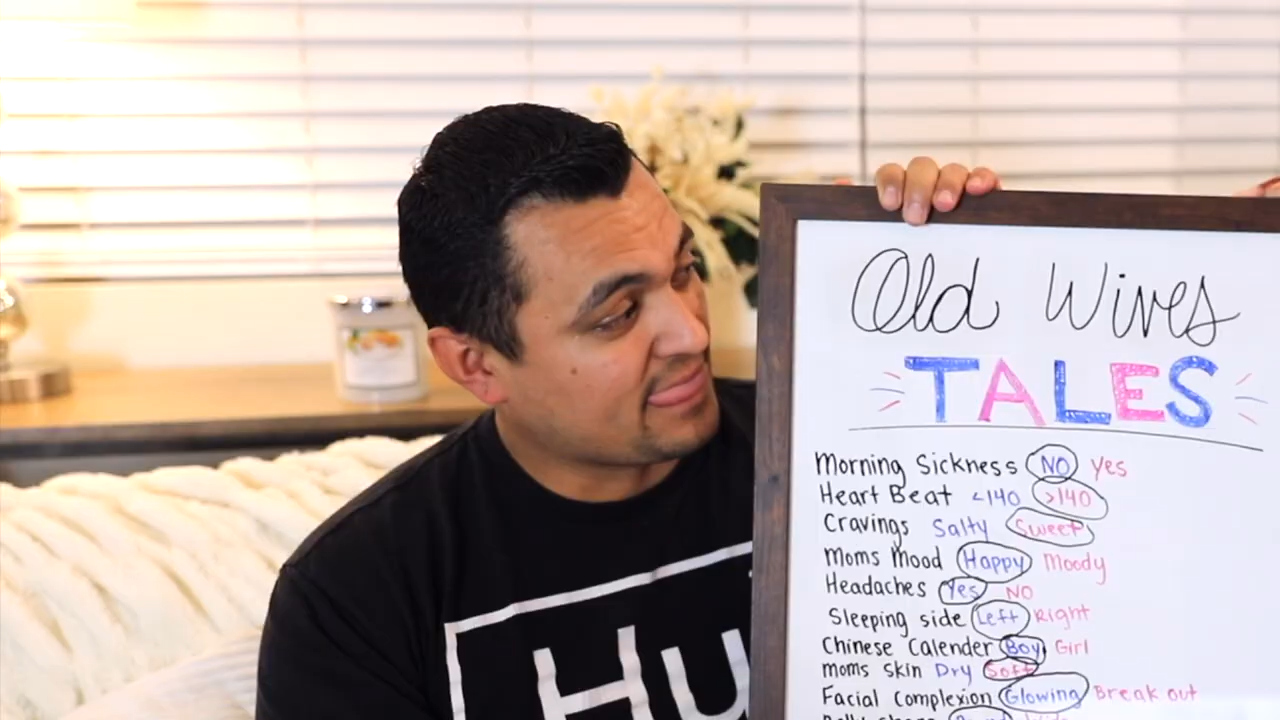 Old Wives
TALES
Morning Sickness NO Yes
Heart Beat <140 >140
Cravings Salty Sweet
Moms Mood Happy Moody
Headaches Yes NO
Sleeping side Left Right
Chinese Calender Boy Girl
moms skin Dry Soft
Facial complexion Glowing Break out
Hu